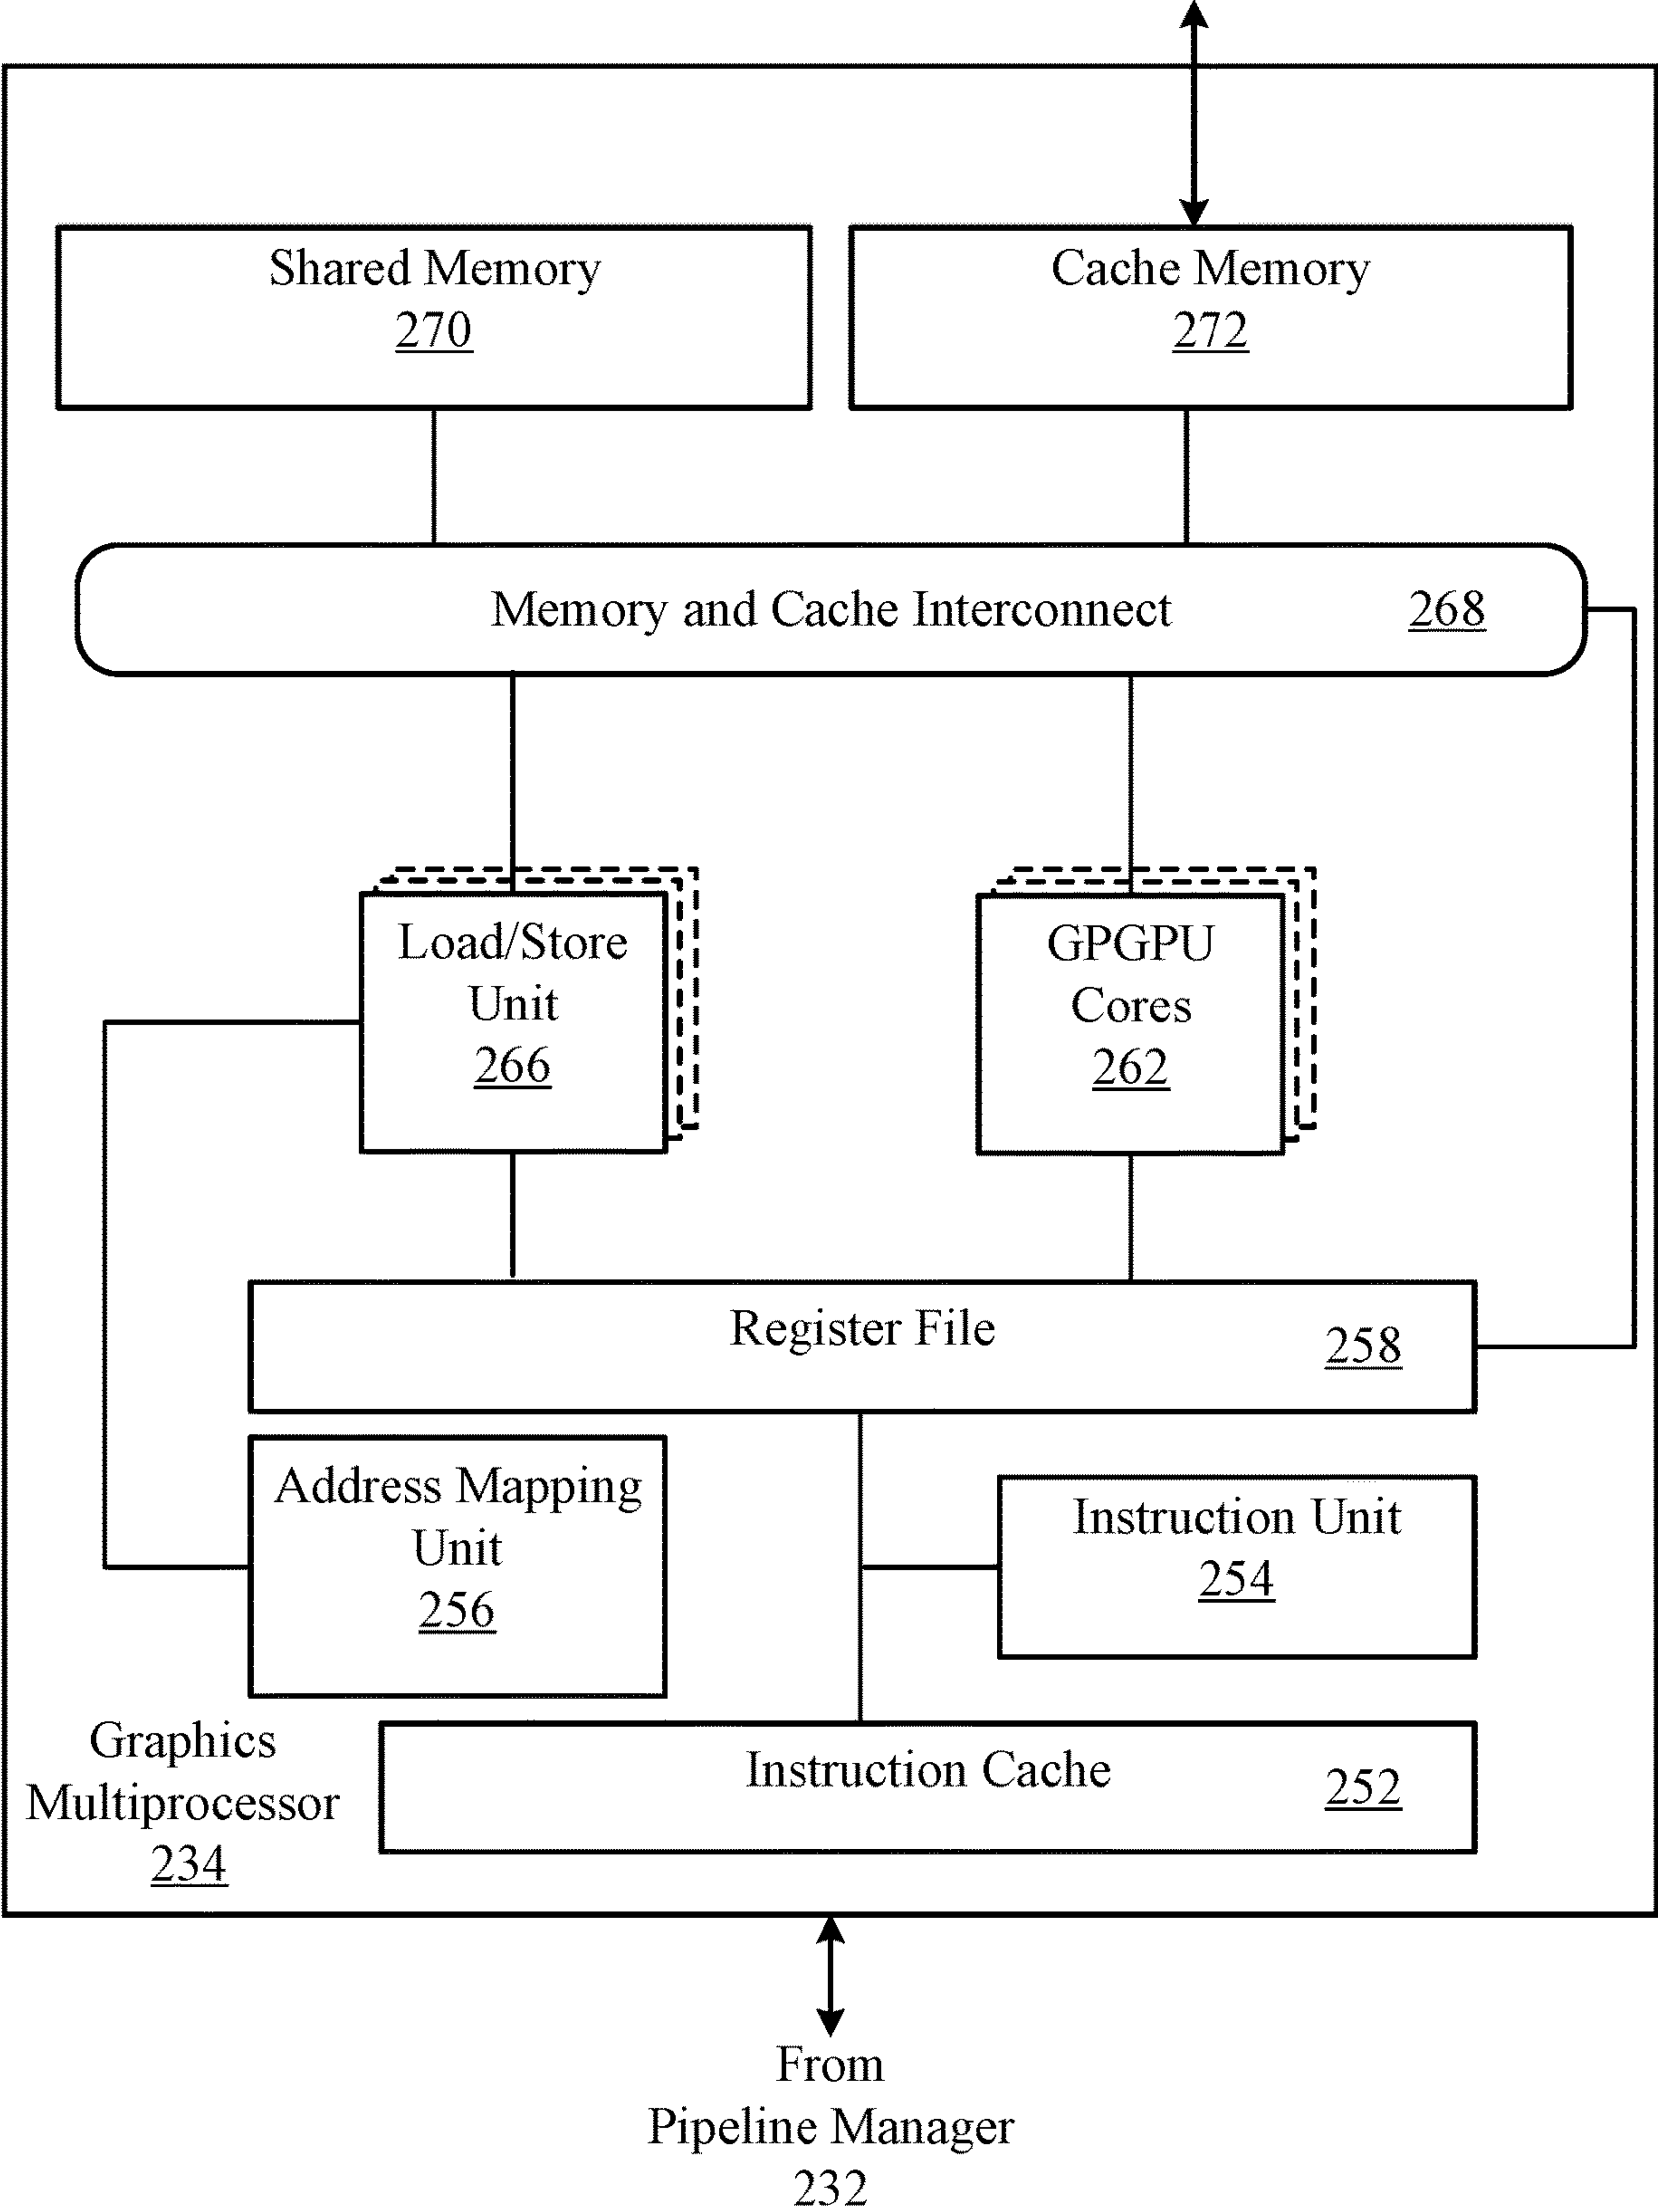 Shared Memory
270
Cache Memory
272
Memory and Cache Interconnect 268
Load/Store
Unit
266
GPGPU
Cores
262
Register File 258
Address Mapping
Unit
256
Instruction Unit
254
Graphics
Multiprocessor
234
Instruction Cache 252
From
Pipeline Manager
232